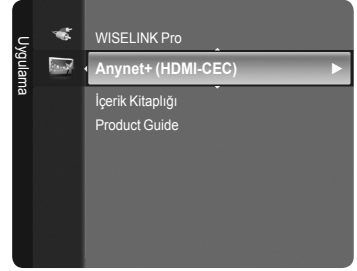 Uygulama
WISELINK Pro
Anynet+ (HDMI-CEC)
İçerik Kitaplığı
Product Guide